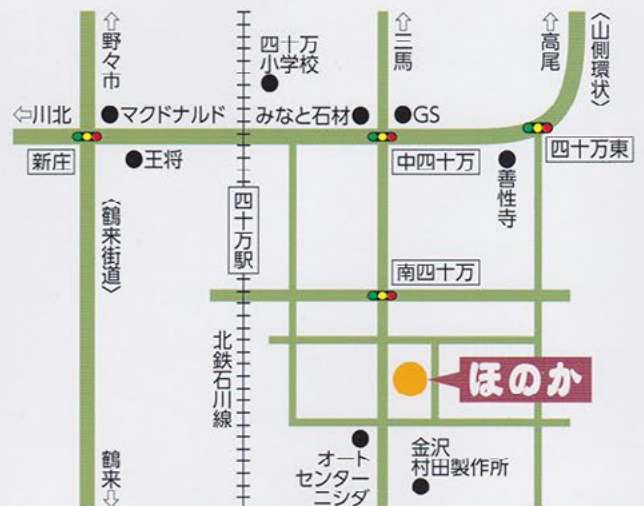 ⇧野々市
四十万
小学校
⇧三馬
⇧高尾
〈山側環状〉
⇦川北
●マクドナルド
みなと石材●
●GS
新庄
●王将
中四十万
四十万東
●善性寺
〈鶴来街道〉
四十万駅
南四十万
北鉄石川線
ほのか
鶴来⇩
オート
センター
ニシダ
金沢
村田製作所